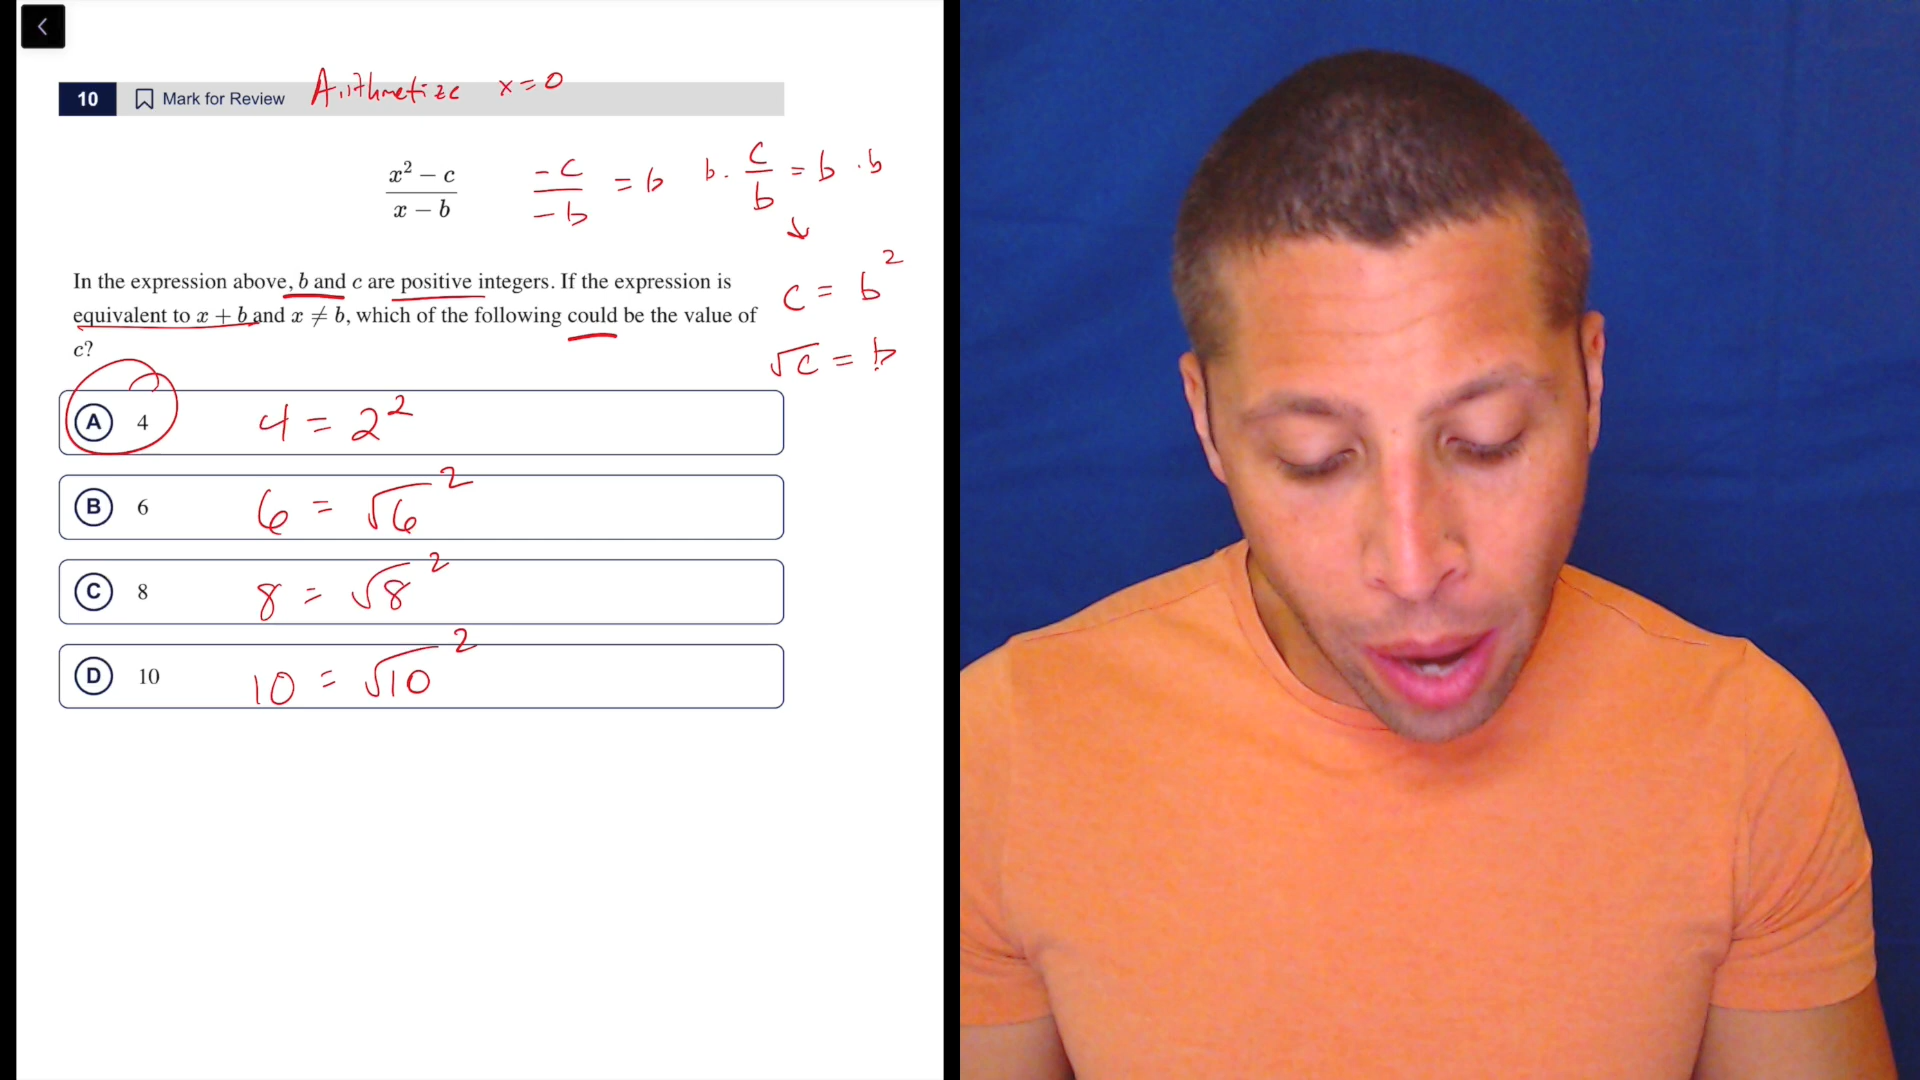 10 Mark for Review Arithmetize x = 0
x² − c / x − b
-c / -b = b
b · c / b = b · b
↓
c = b²
√c = b
In the expression above, b and c are positive integers. If the expression is
equivalent to x + b and x ≠ b, which of the following could be the value of
c?
A 4 4 = 2²
B 6 6 = √6²
C 8 8 = √8²
D 10 10 = √10²